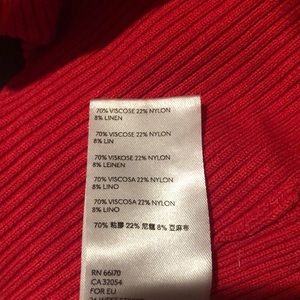 70% VISCOSE 22% NYLON
8% LINEN
70% VISCOSE 22% NYLON
8% LIN
70% VISKOSE 22% NYLON
8% LEINEN
70% VISCOSA 22% NYLON
8% LINO
70% VISCOSA 22% NYLON
8% LINO
70% 粘膠 22% 尼龍 8% 亞麻布
RN 66170
CA 32054
FOR EU